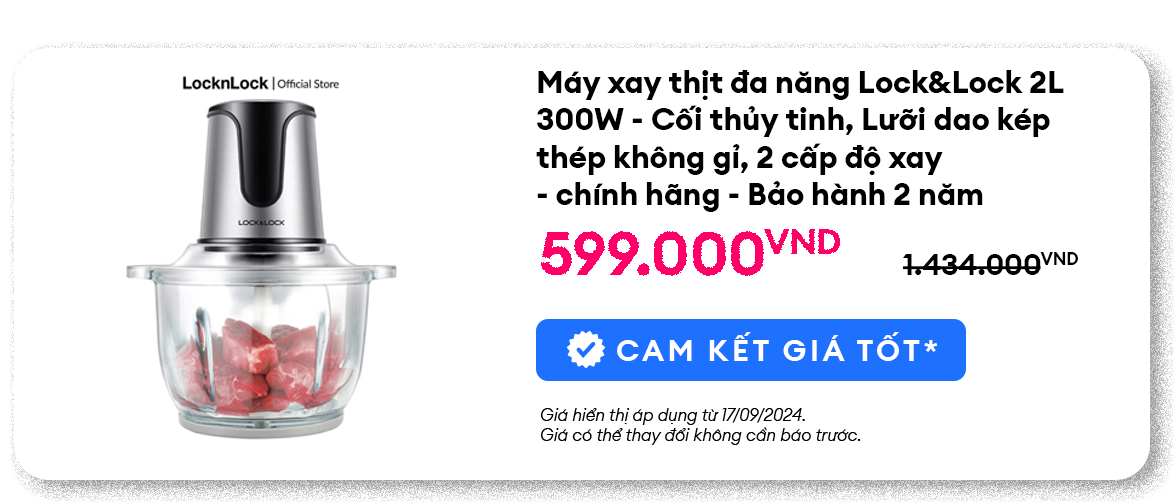 LocknLock | Official Store
LOCK&LOCK
Máy xay thịt đa năng Lock&Lock 2L
300W - Cối thủy tinh, Lưỡi dao kép
thép không gỉ, 2 cấp độ xay
- chính hãng - Bảo hành 2 năm
599.000VND
1.434.000VND
CAM KẾT GIÁ TỐT*
Giá hiển thị áp dụng từ 17/09/2024.
Giá có thể thay đổi không cần báo trước.